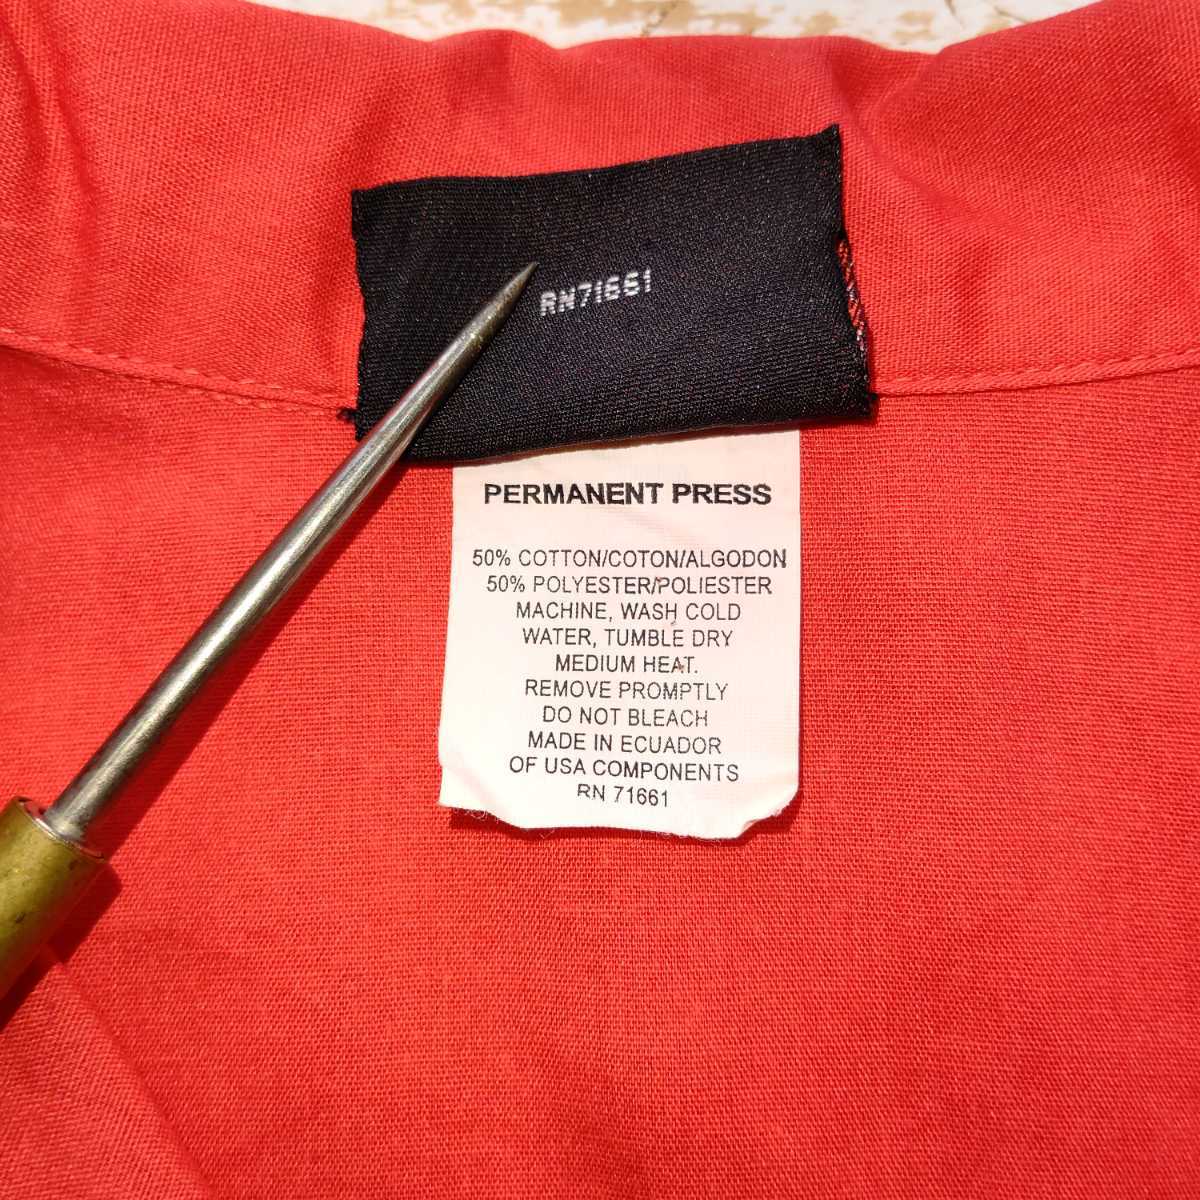 RN71661
PERMANENT PRESS
50% COTTON/COTON/ALGODON
50% POLYESTER/POLIESTER
MACHINE, WASH COLD
WATER, TUMBLE DRY
MEDIUM HEAT.
REMOVE PROMPTLY
DO NOT BLEACH
MADE IN ECUADOR
OF USA COMPONENTS
RN 71661